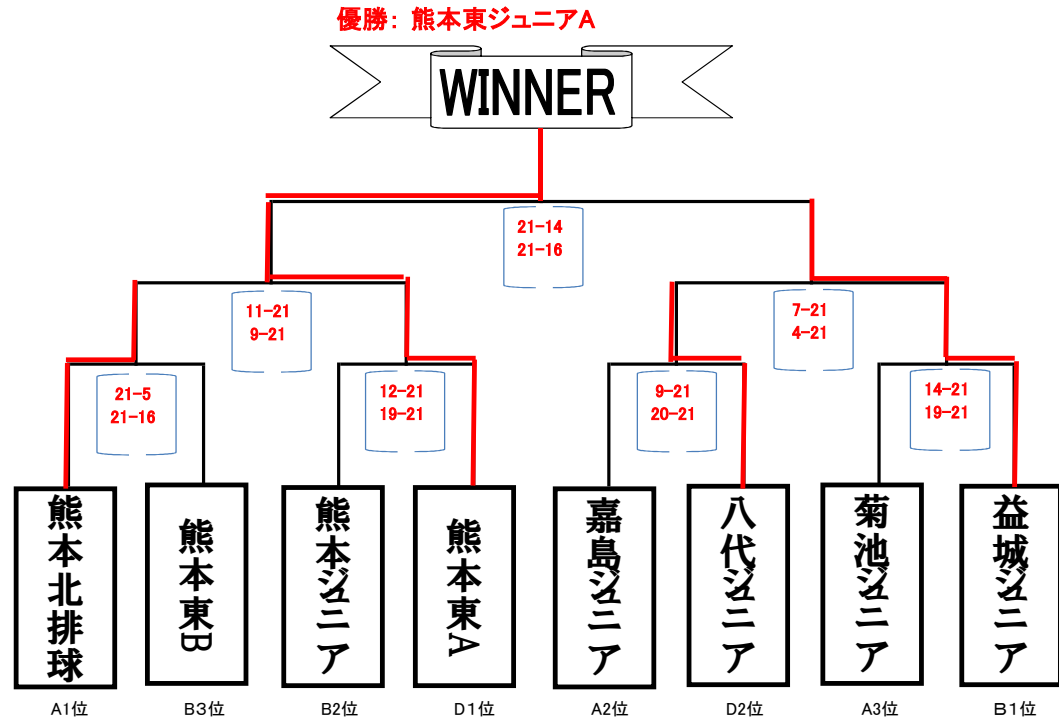 優勝： 熊本東ジュニアA
WINNER
21-14
21-16
11-21
9-21
7-21
4-21
21-5
21-16
12-21
19-21
9-21
20-21
14-21
19-21
熊本北排球
熊本東B
熊本ジュニア
熊本東A
嘉島ジュニア
八代ジュニア
菊池ジュニア
益城ジュニア
A1位
B3位
B2位
D1位
A2位
D2位
A3位
B1位